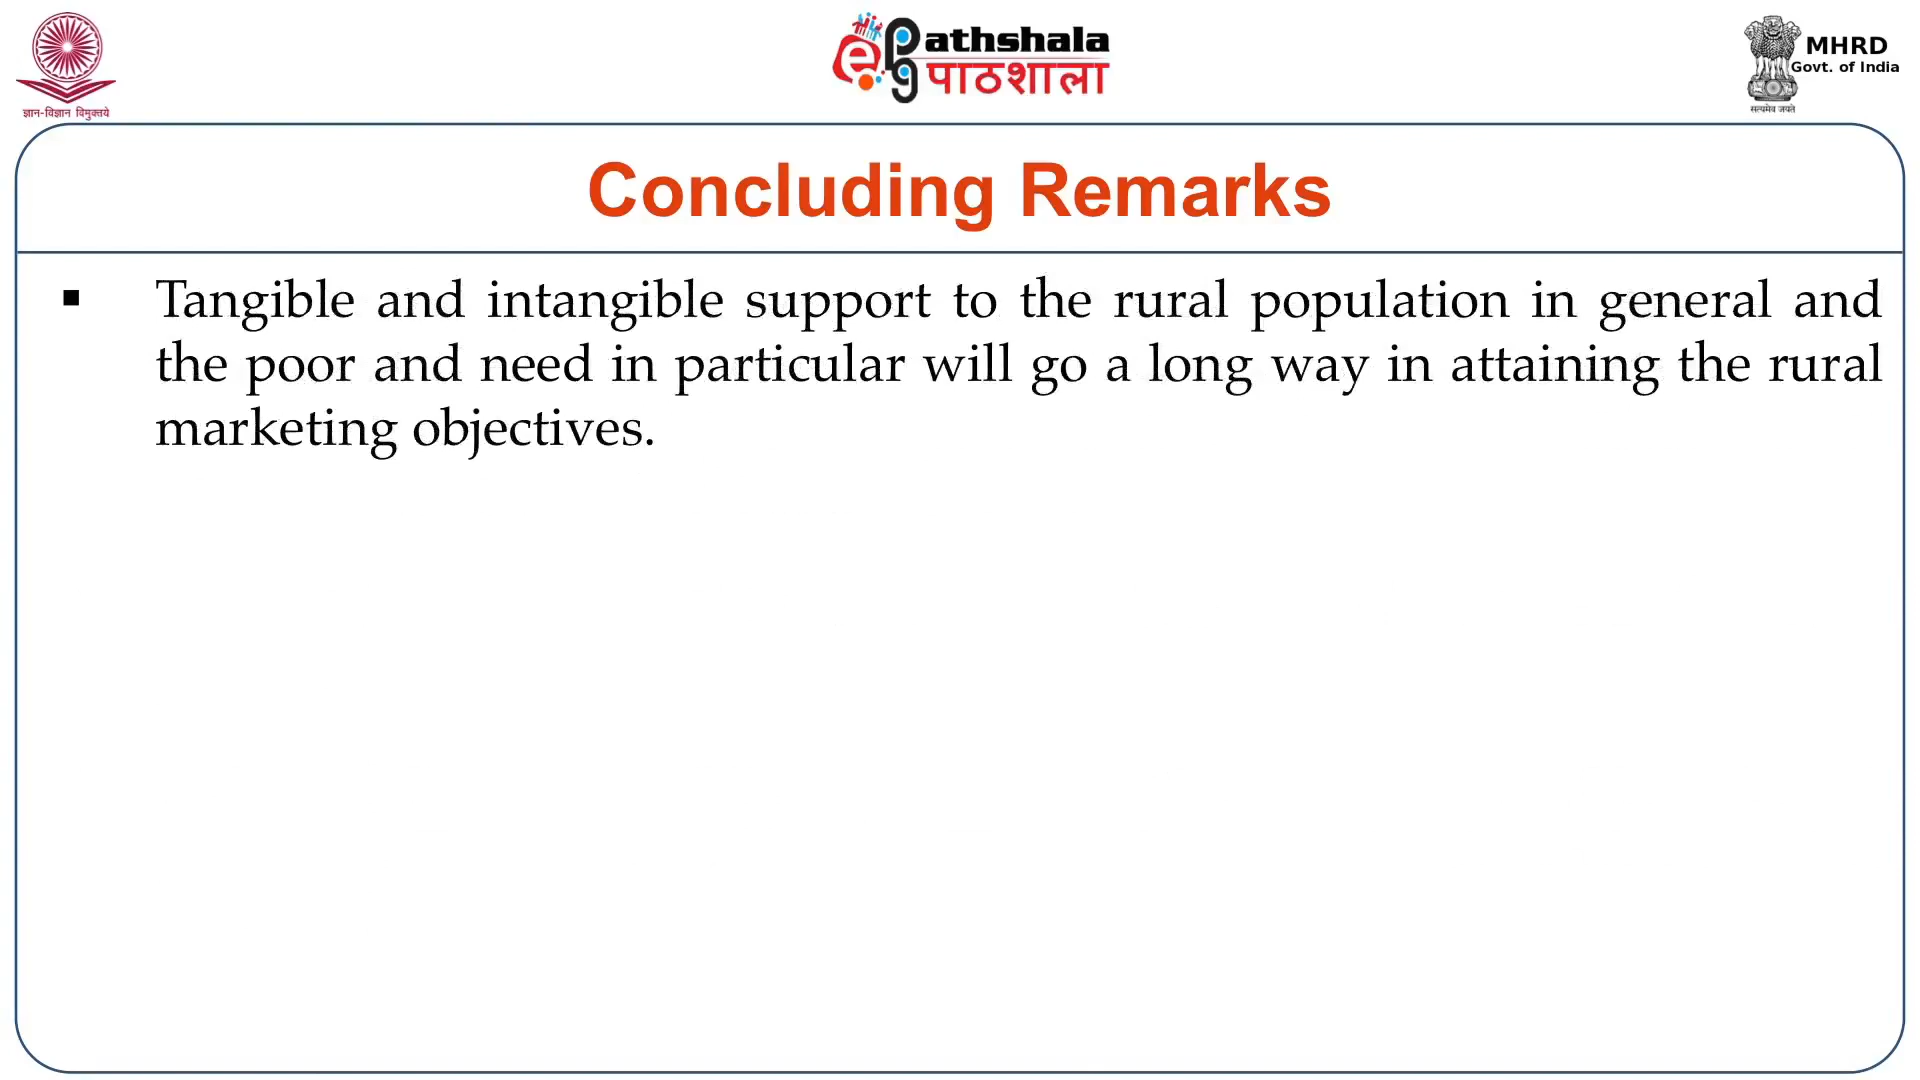 ज्ञान-विज्ञान विमुक्तये
e
pg
athshala
पाठशाला
MHRD
Govt. of India
सत्यमेव जयते
Concluding Remarks
▪ Tangible and intangible support to the rural population in general and
the poor and need in particular will go a long way in attaining the rural
marketing objectives.